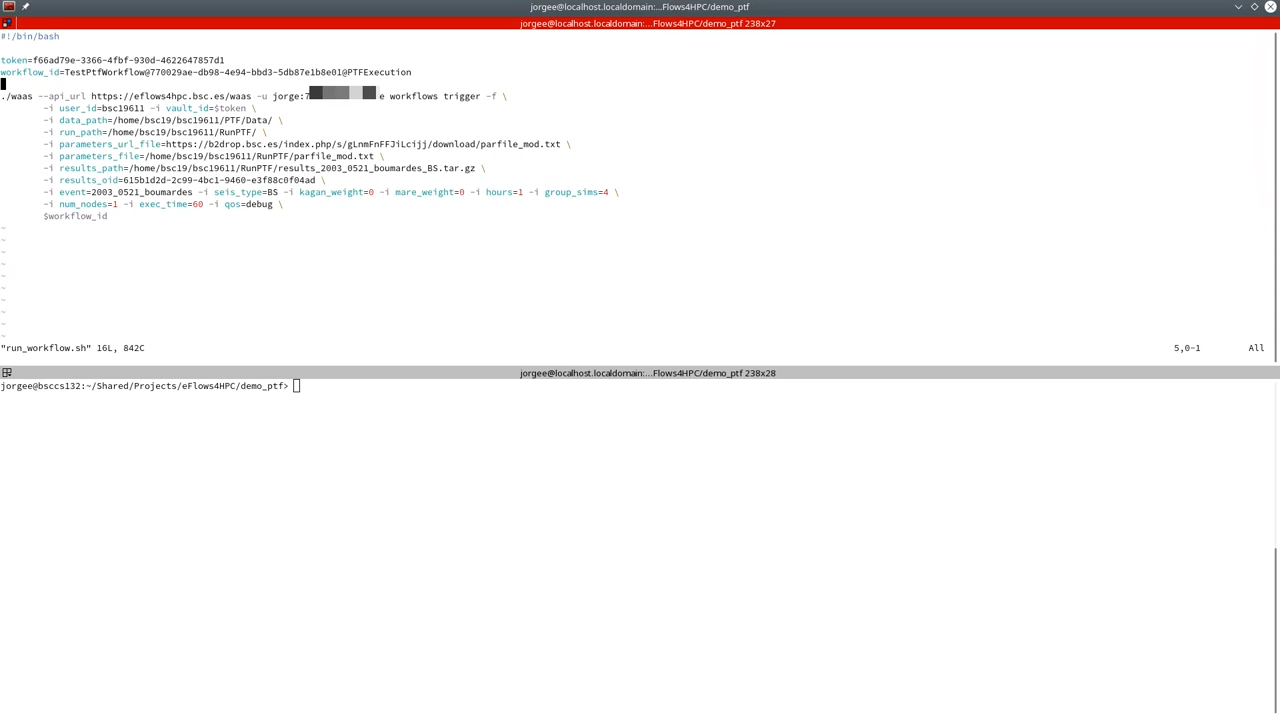 jorgee@localhost.localdomain:...Flows4HPC/demo_ptf
jorgee@localhost.localdomain:...Flows4HPC/demo_ptf 238x27
#!/bin/bash
token=f66ad79e-3366-4fbf-930d-4622647857d1
workflow_id=TestPtfWorkflow@770029ae-db98-4e94-bbd3-5db87e1b8e01@PTFExecution
./waas --api_url https://eflows4hpc.bsc.es/waas -u jorge:7 e workflows trigger -f \
-i user_id=bsc19611 -i vault_id=$token \
-i data_path=/home/bsc19/bsc19611/PTF/Data/ \
-i run_path=/home/bsc19/bsc19611/RunPTF/ \
-i parameters_url_file=https://b2drop.bsc.es/index.php/s/gLnmFnFFJiLcijj/download/parfile_mod.txt \
-i parameters_file=/home/bsc19/bsc19611/RunPTF/parfile_mod.txt \
-i results_path=/home/bsc19/bsc19611/RunPTF/results_2003_0521_boumardes_BS.tar.gz \
-i results_oid=615b1d2d-2c99-4bc1-9460-e3f88c0f04ad \
-i event=2003_0521_boumardes -i seis_type=BS -i kagan_weight=0 -i mare_weight=0 -i hours=1 -i group_sims=4 \
-i num_nodes=1 -i exec_time=60 -i qos=debug \
$workflow_id
~
~
~
~
~
~
~
~
~
~
"run_workflow.sh" 16L, 842C 5,0-1 All
jorgee@localhost.localdomain:...Flows4HPC/demo_ptf 238x28
jorgee@bsccs132:~/Shared/Projects/eFlows4HPC/demo_ptf>